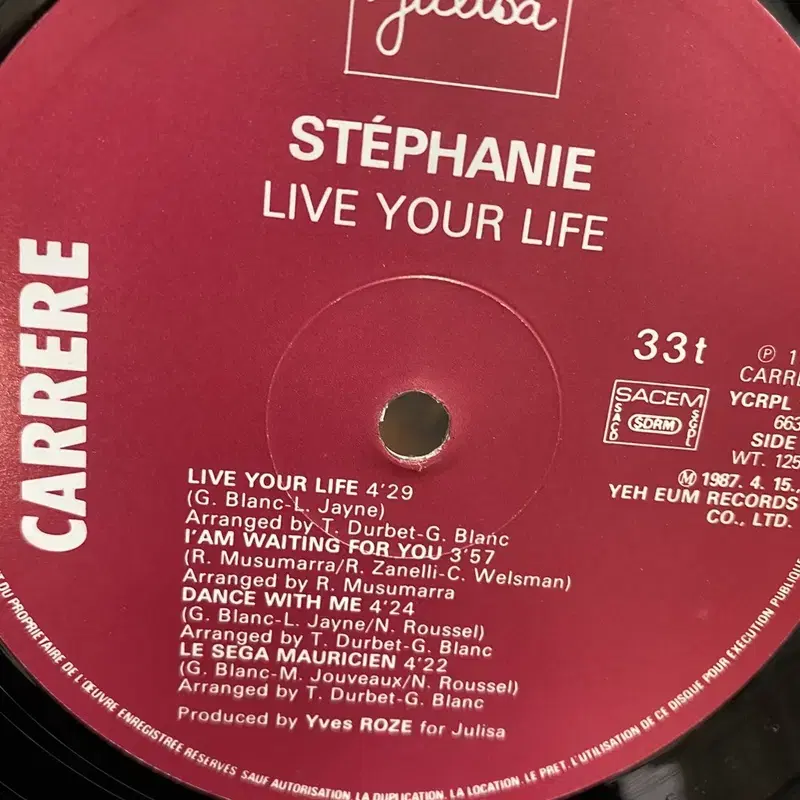 STÉPHANIE
LIVE YOUR LIFE
CARRERE
33t
SACEM
SACD
SDRM
SGDL
YCRPL
SIDE
Ⓜ 1987. 4. 15.
YEH EUM RECORDS
CO., LTD.
LIVE YOUR LIFE 4'29
(G. Blanc-L. Jayne)
Arranged by T. Durbet-G. Blanc
I'AM WAITING FOR YOU 3'57
(R. Musumarra/R. Zanelli-C. Welsman)
Arranged by R. Musumarra
DANCE WITH ME 4'24
(G. Blanc-L. Jayne/N. Roussel)
Arranged by T. Durbet-G. Blanc
LE SEGA MAURICIEN 4'22
(G. Blanc-M. Jouveaux/N. Roussel)
Arranged by T. Durbet-G. Blanc
Produced by Yves ROZE for Julisa
DU PROPRIETAIRE DE L'ŒUVRE ENREGISTREE RESERVES SAUF AUTORISATION, LA DUPLICATION, LA LOCATION, LE PRET, L'UTILISATION DE CE DISQUE POUR EXECUTION PUBLIQUE